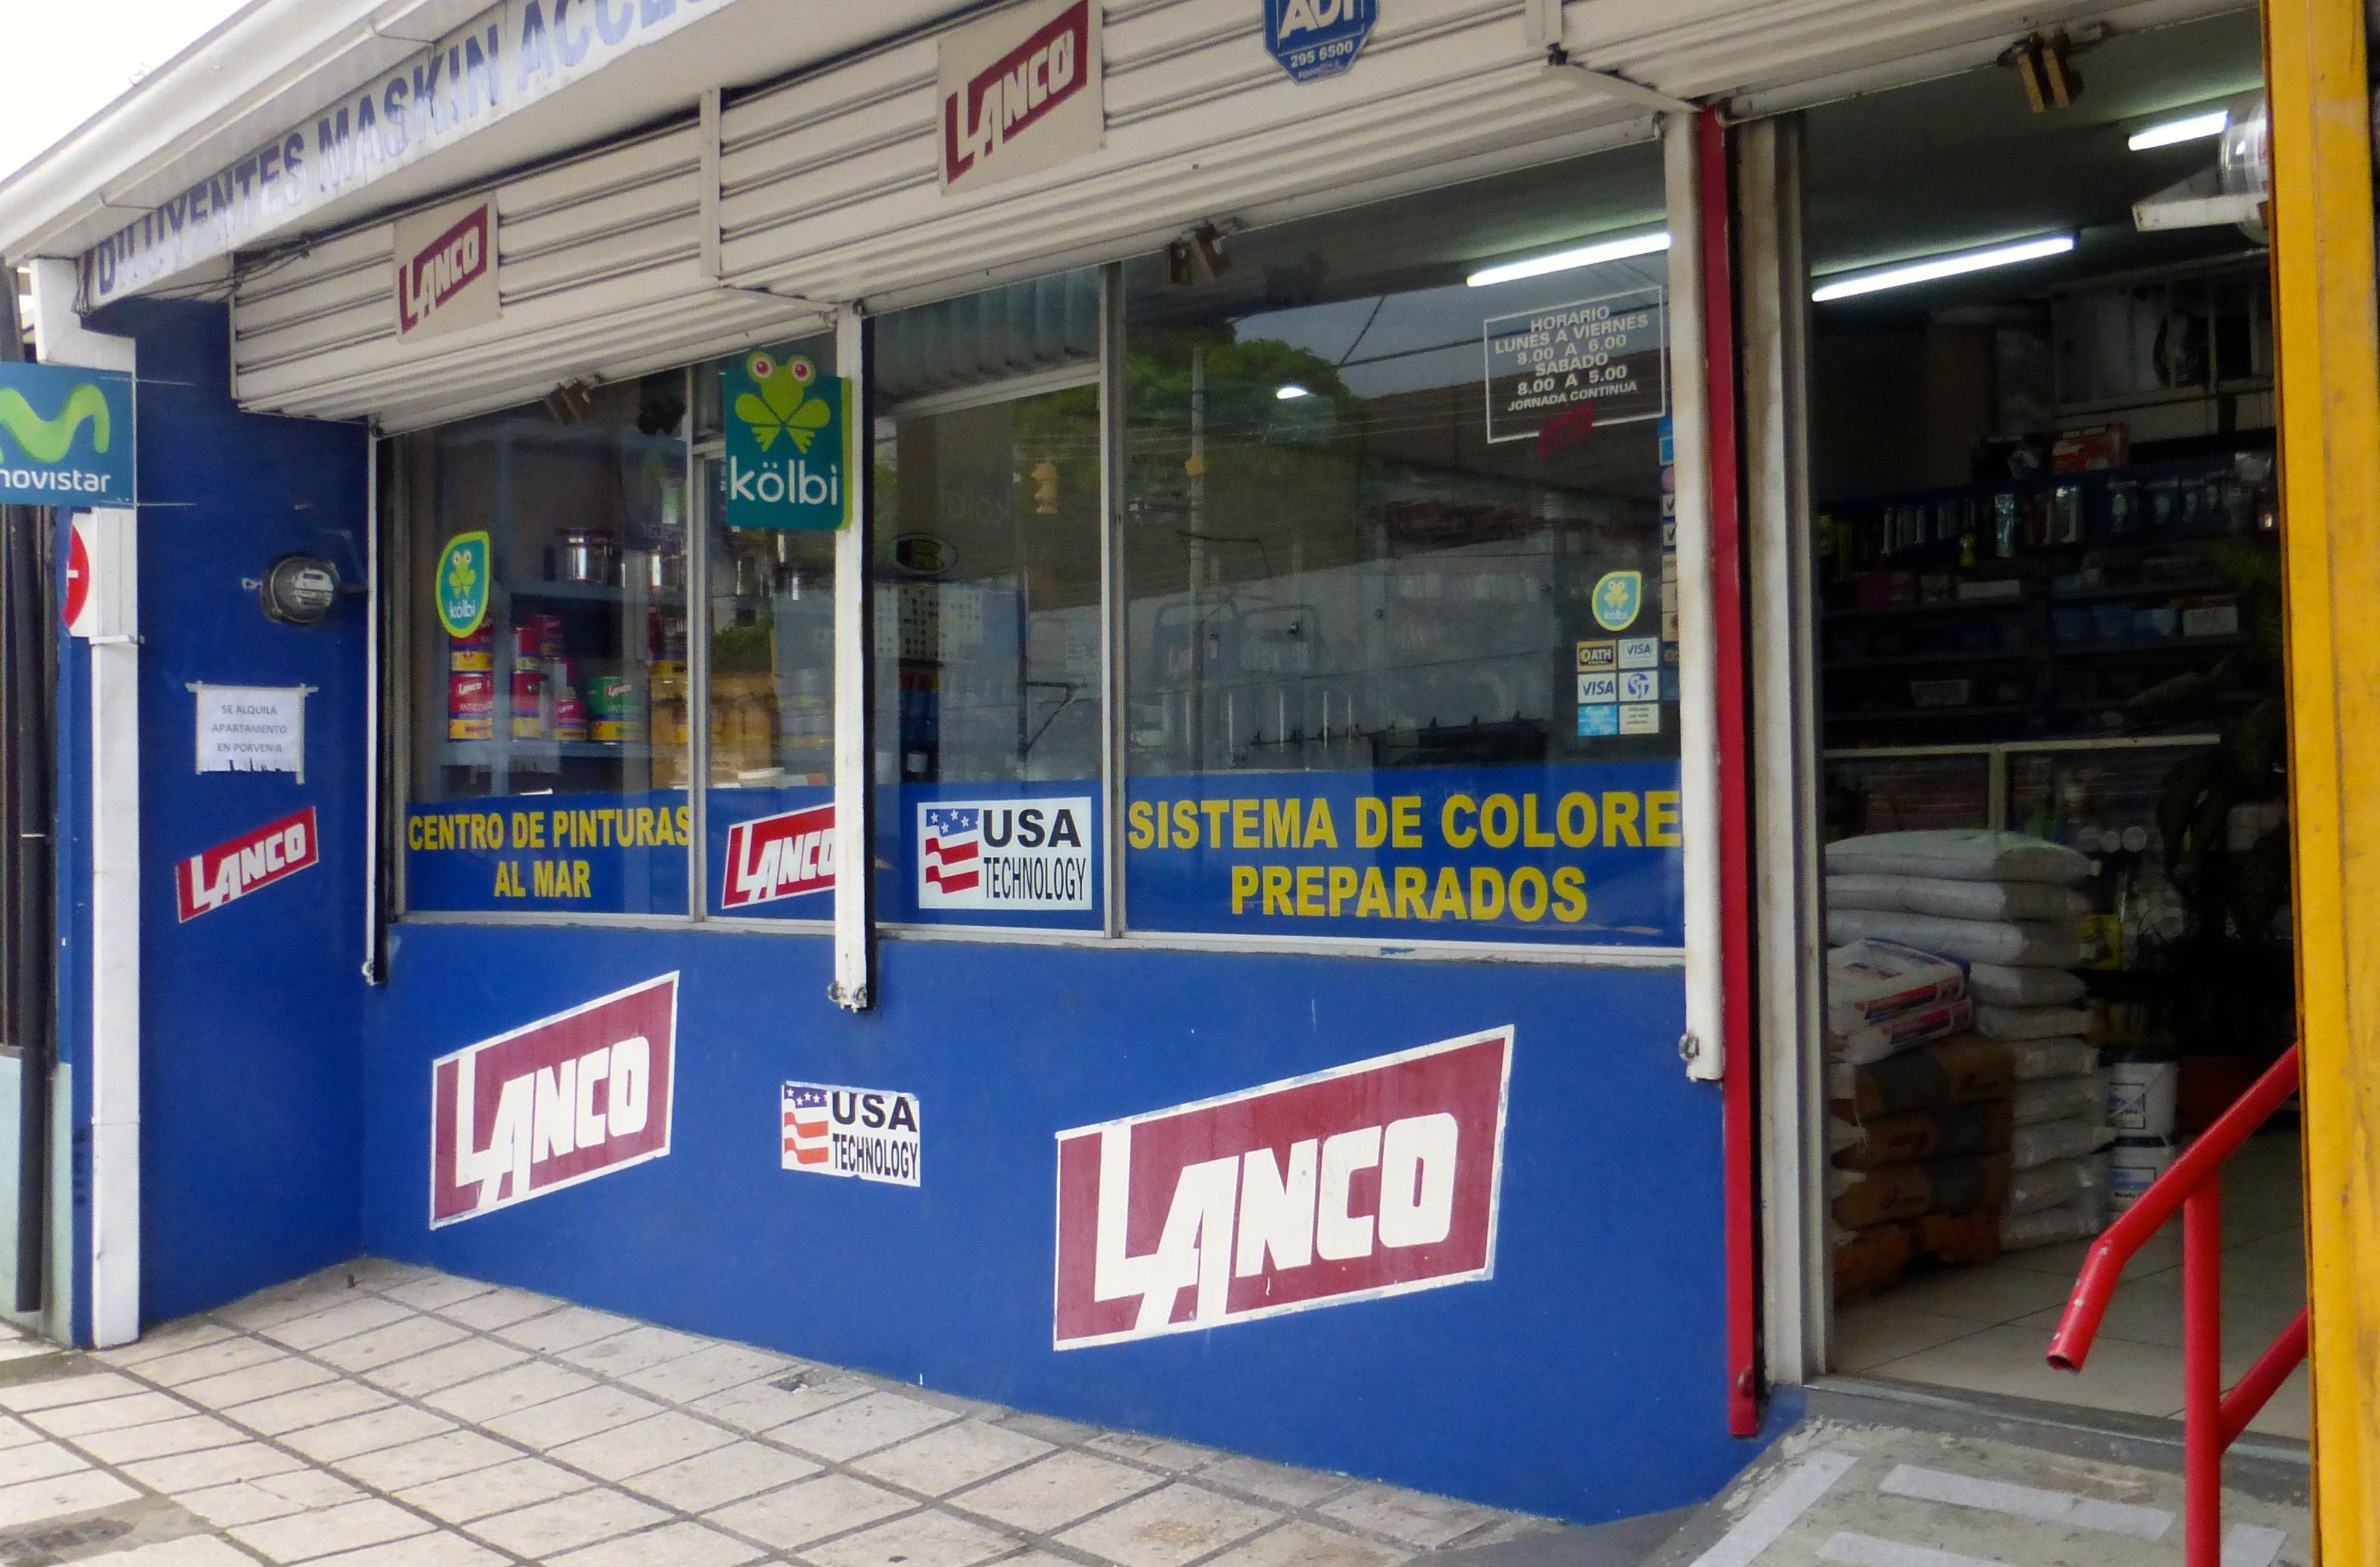 DILUYENTES MASKIN
LANCO
LANCO
ADT
295 6500
movistar
kölbi
kölbi
HORARIO
LUNES A VIERNES
8.00 A 6.00
SABADO
8.00 A 5.00
JORNADA CONTINUA
kölbi
ATH
VISA
VISA
SE ALQUILA
APARTAMENTO
EN PORVENIR
LANCO
CENTRO DE PINTURAS
AL MAR
LANCO
USA
TECHNOLOGY
SISTEMA DE COLORE
PREPARADOS
LANCO
USA
TECHNOLOGY
LANCO